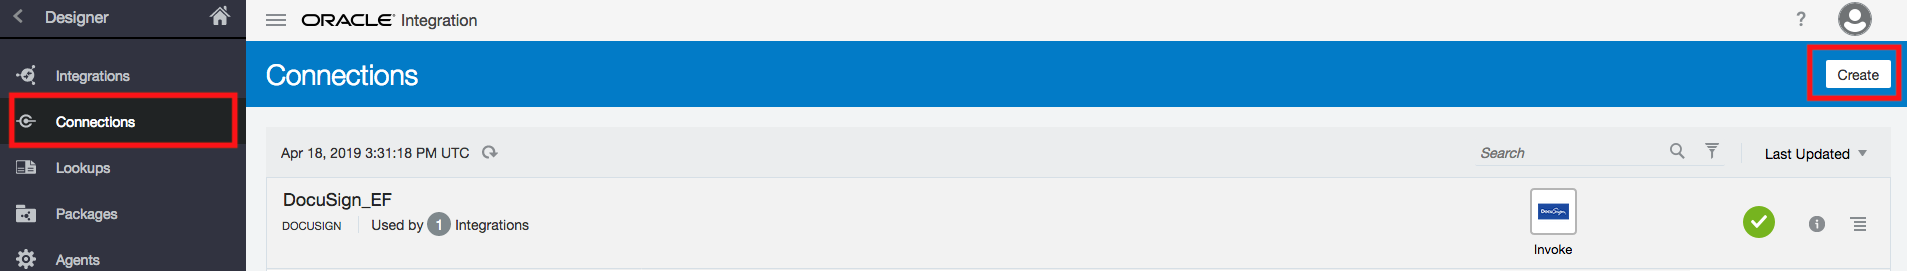 Designer
Integrations
Connections
Lookups
Packages
Agents
ORACLE® Integration
?
Connections
Create
Apr 18, 2019 3:31:18 PM UTC
Search
Last Updated
DocuSign_EF
DOCUSIGN Used by 1 Integrations
DocuSign
Invoke